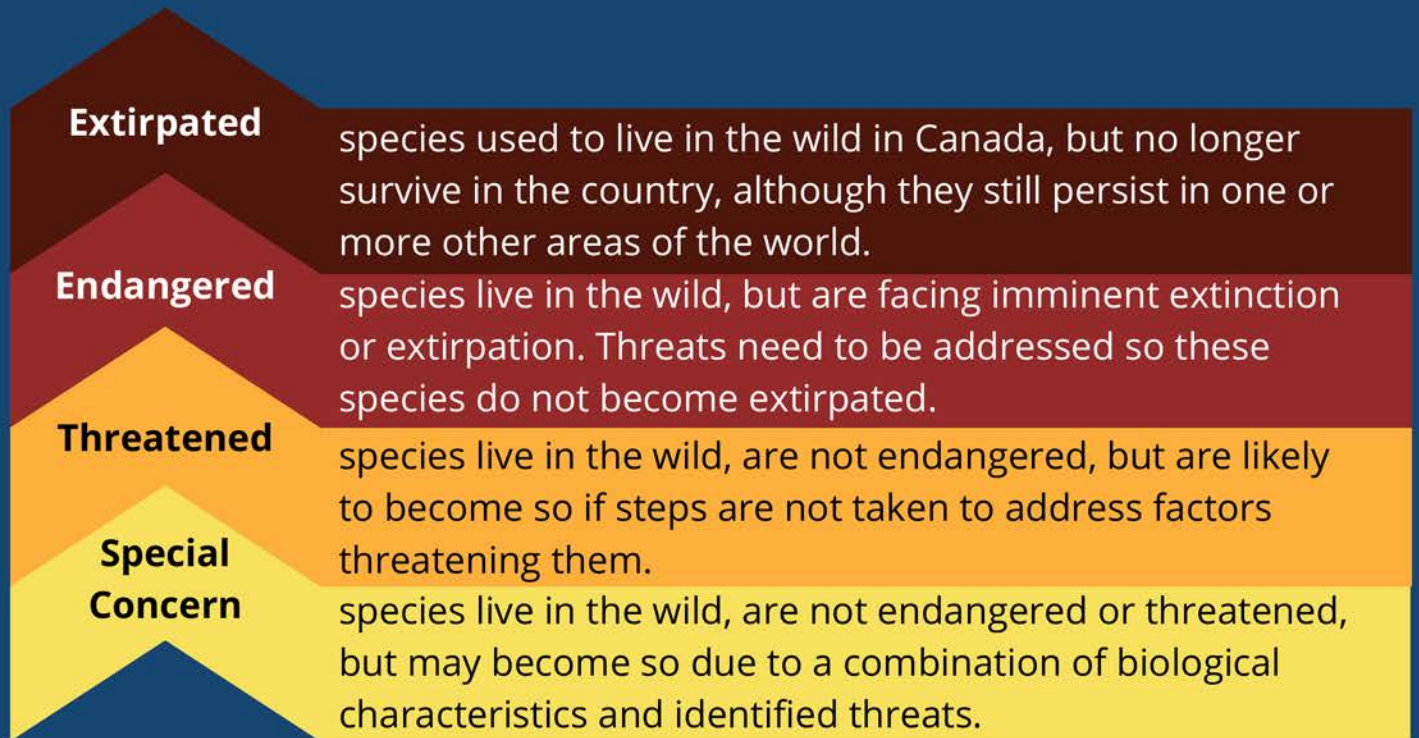 Extirpated
species used to live in the wild in Canada, but no longer
survive in the country, although they still persist in one or
more other areas of the world.
Endangered
species live in the wild, but are facing imminent extinction
or extirpation. Threats need to be addressed so these
species do not become extirpated.
Threatened
species live in the wild, are not endangered, but are likely
to become so if steps are not taken to address factors
threatening them.
Special
Concern
species live in the wild, are not endangered or threatened,
but may become so due to a combination of biological
characteristics and identified threats.